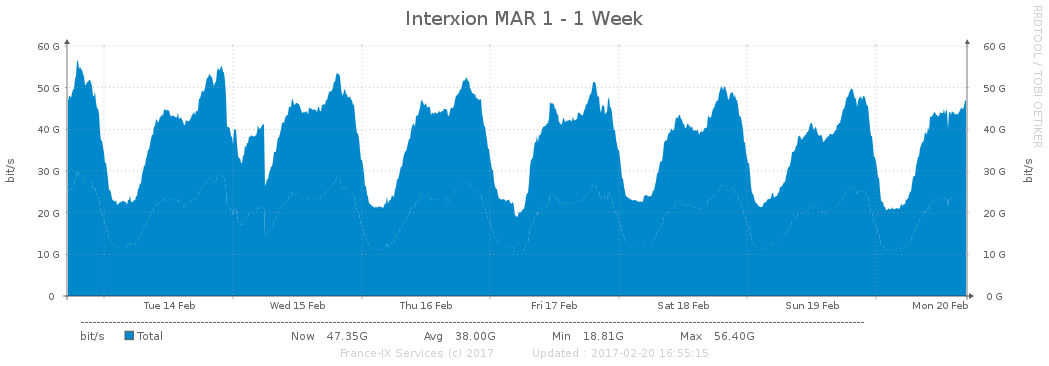 Interxion MAR 1 - 1 Week
RRDTOOL / TOBI OETIKER
60 G 60 G
50 G 50 G
40 G 40 G
30 G 30 G
20 G 20 G
10 G 10 G
0 0 G
bit/s bit/s
Tue 14 Feb Wed 15 Feb Thu 16 Feb Fri 17 Feb Sat 18 Feb Sun 19 Feb Mon 20 Feb
bit/s Total Now 47.35G Avg 38.00G Min 18.81G Max 56.40G
France-IX Services (c) 2017 Updated : 2017-02-20 16:55:15